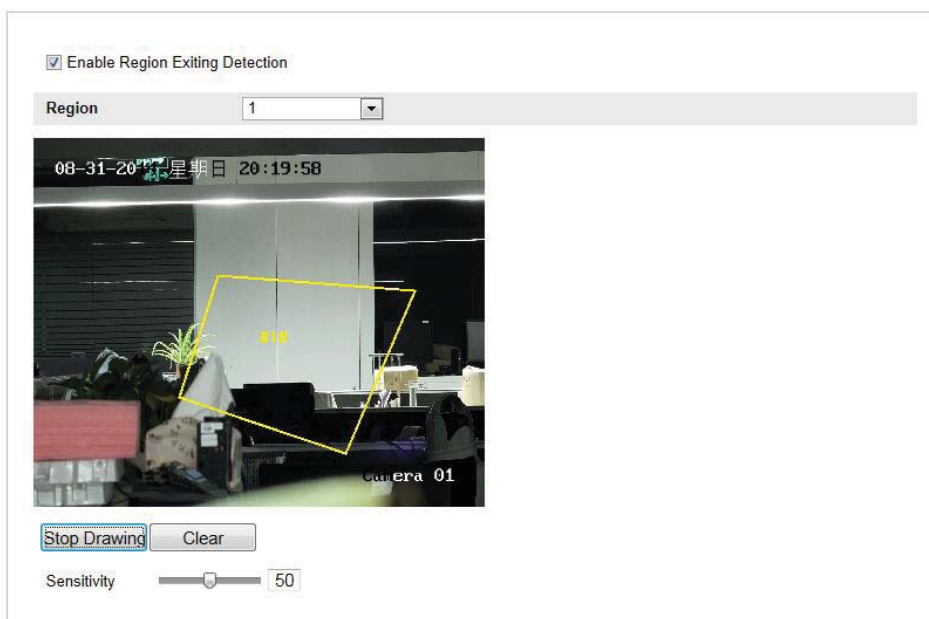 Enable Region Exiting Detection
Region 1
08-31-20 星期日 20:19:58
#1#
Camera 01
Stop Drawing Clear
Sensitivity 50